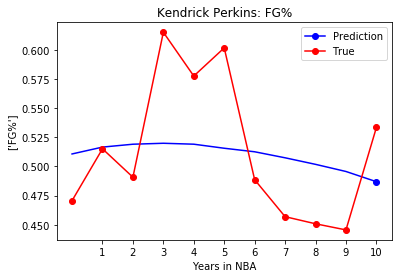 Kendrick Perkins: FG%
Prediction
True
0.600
0.575
0.550
0.525
0.500
0.475
0.450
['FG%']
1 2 3 4 5 6 7 8 9 10
Years in NBA